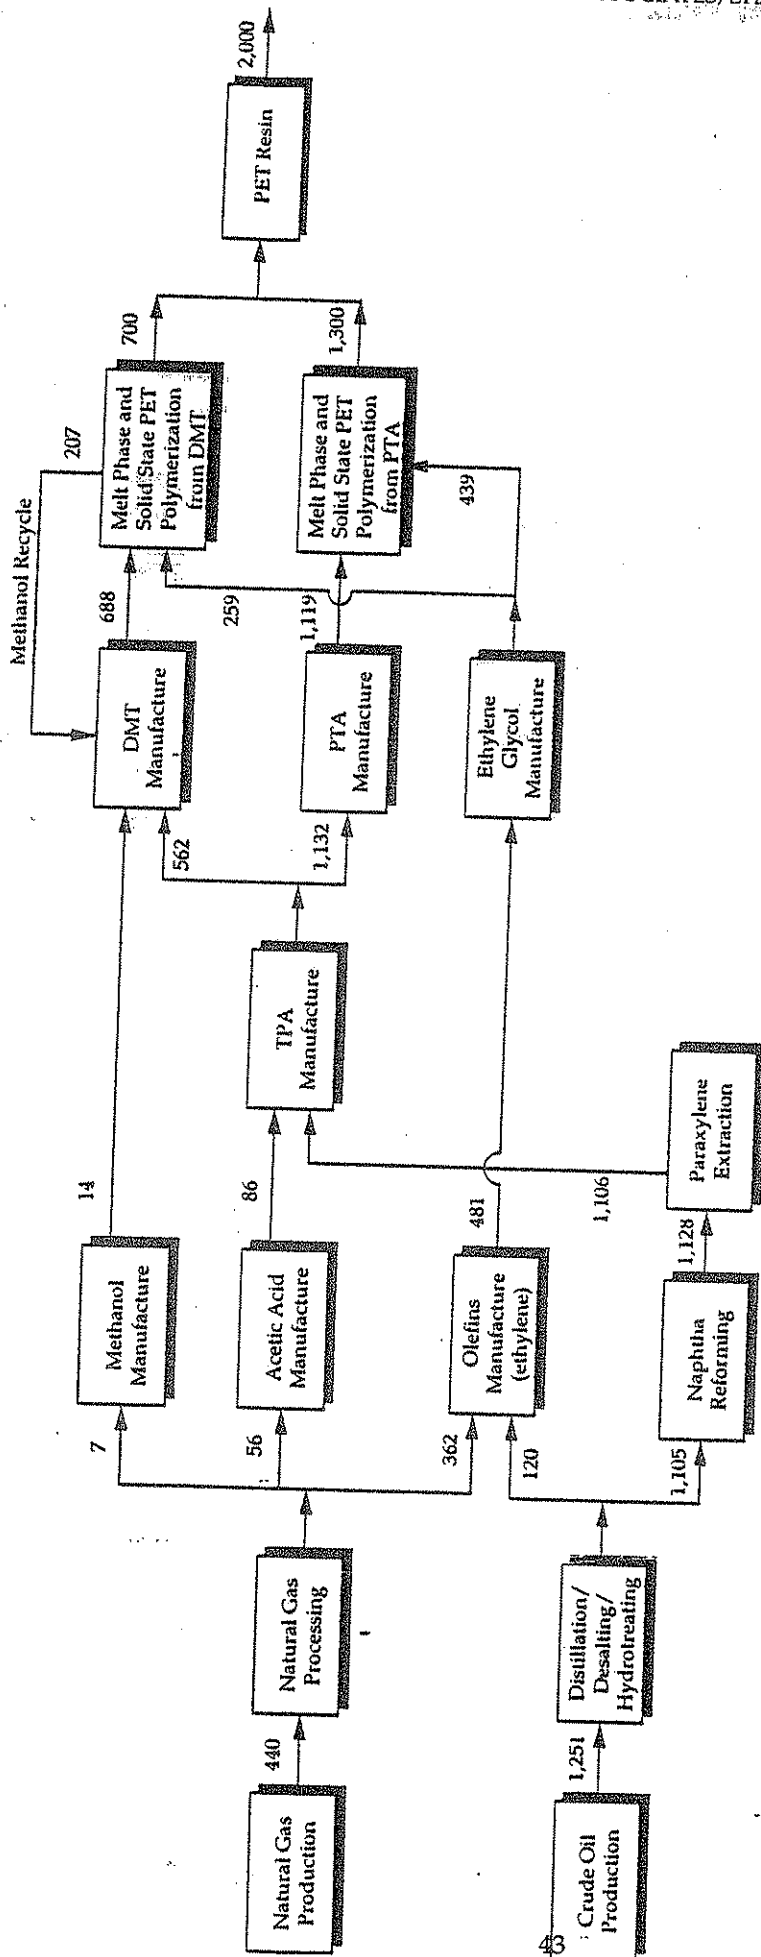 2,000
PET Resin
700
1,300
207
Methanol Recycle
Melt Phase and
Solid State PET
Polymerization
from DMT
Melt Phase and
Solid State PET
Polymerization
from PTA
688
259
1,119
439
DMT
Manufacture
PTA
Manufacture
Ethylene
Glycol
Manufacture
562
1,132
TPA
Manufacture
14
86
481
1,106
Paraxylene
Extraction
1,128
Methanol
Manufacture
Acetic Acid
Manufacture
Olefins
Manufacture
(ethylene)
Naphtha
Reforming
7
56
362
120
1,105
Natural Gas
Processing
Distillation/
Desalting/
Hydrotreating
440
1,251
Natural Gas
Production
Crude Oil
Production
43